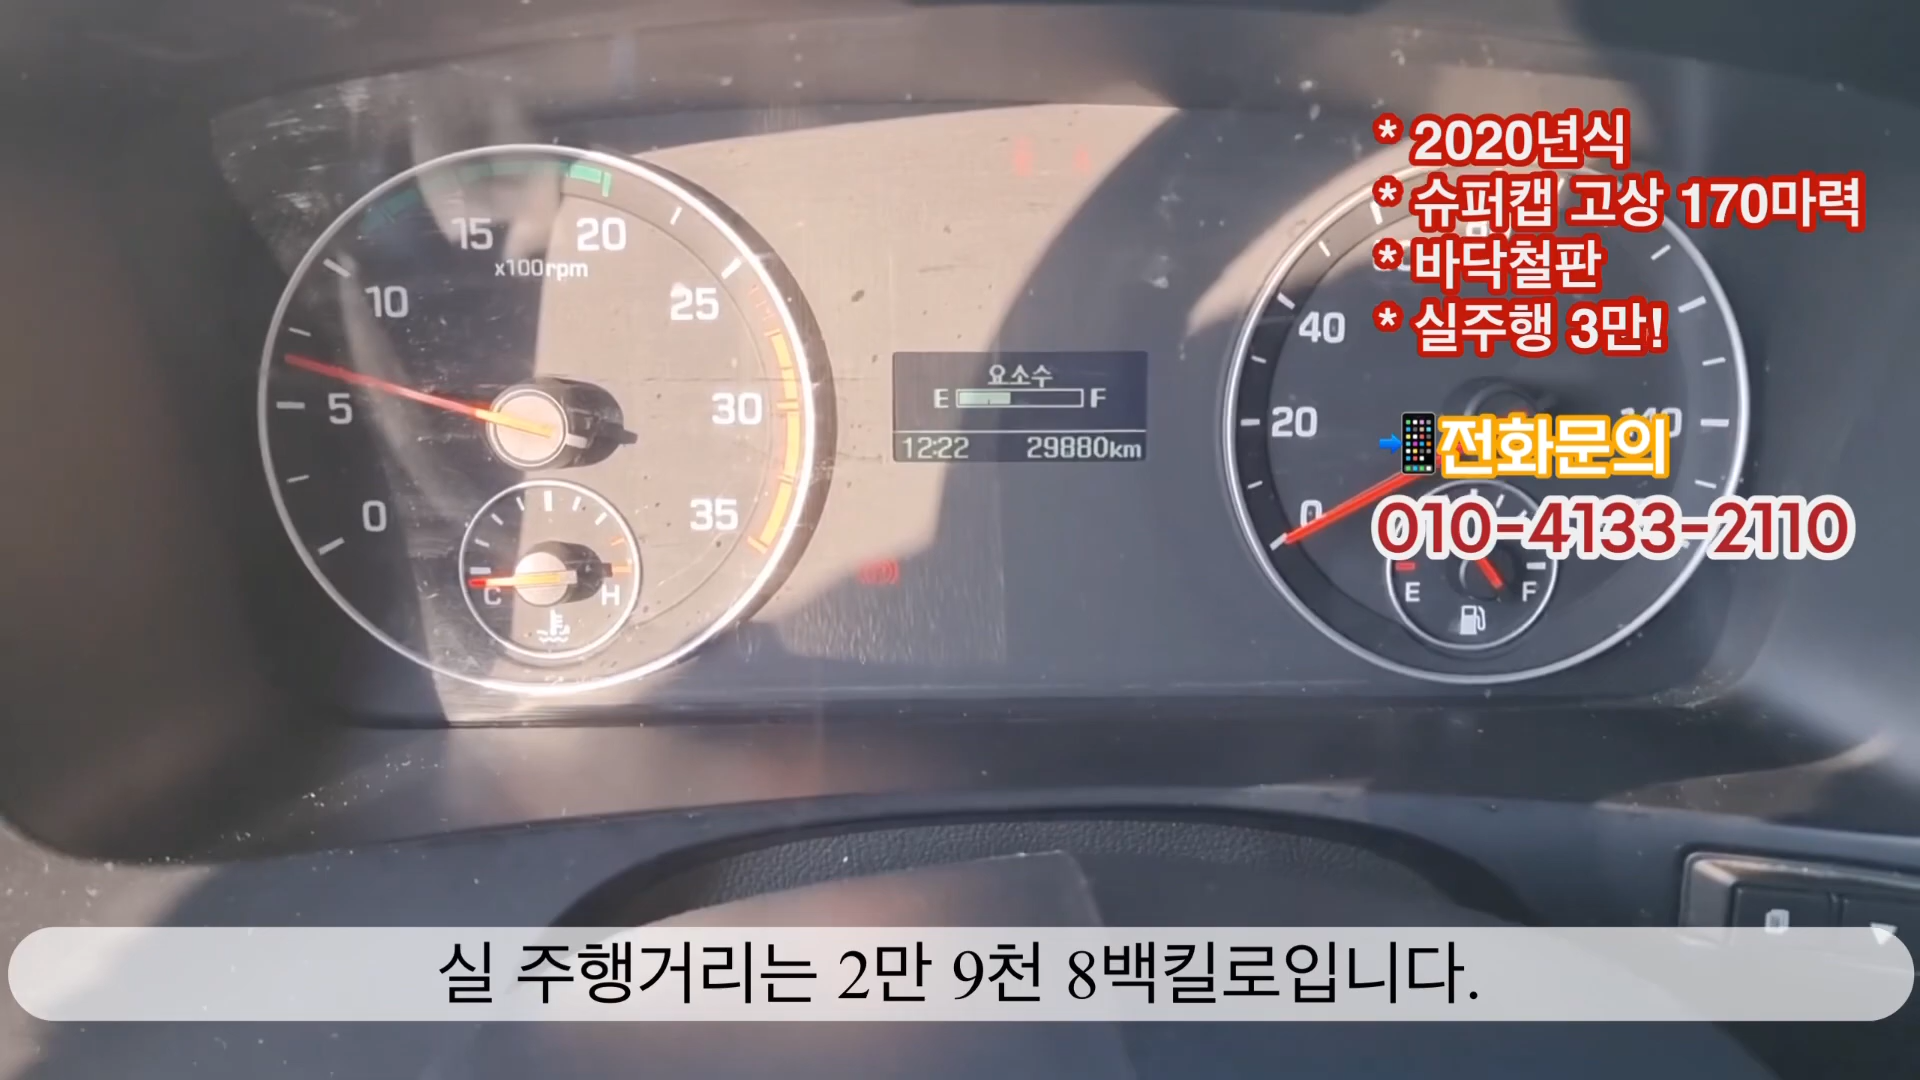 * 2020년식
* 슈퍼캡 고상 170마력
* 바닥철판
* 실주행 3만!
전화문의
010-4133-2110
15 20
x100rpm
10 25
5 30
0 35
C H
요소수
E F
12:22 29880km
40
20
0
E F
실 주행거리는 2만 9천 8백킬로입니다.